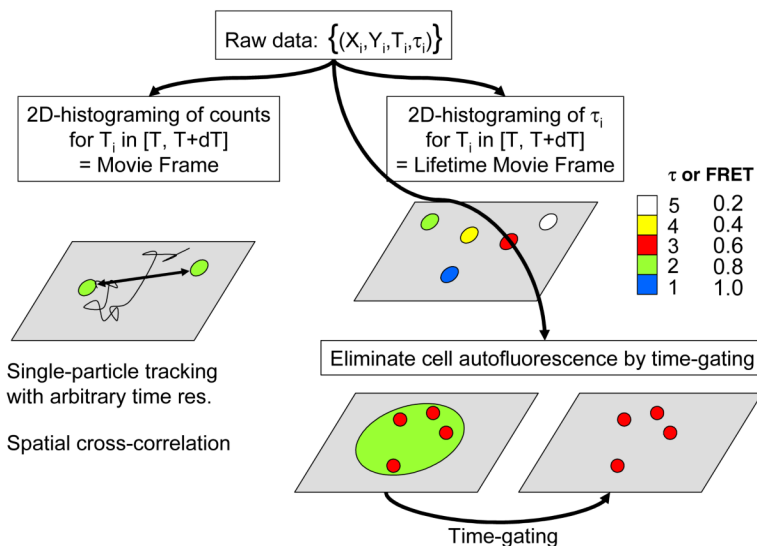 Raw data: {(Xi,Yi,Ti,τi)}
2D-histograming of counts
for Ti in [T, T+dT]
= Movie Frame
2D-histograming of τi
for Ti in [T, T+dT]
= Lifetime Movie Frame
τ or FRET
5 0.2
4 0.4
3 0.6
2 0.8
1 1.0
Eliminate cell autofluorescence by time-gating
Single-particle tracking
with arbitrary time res.
Spatial cross-correlation
Time-gating